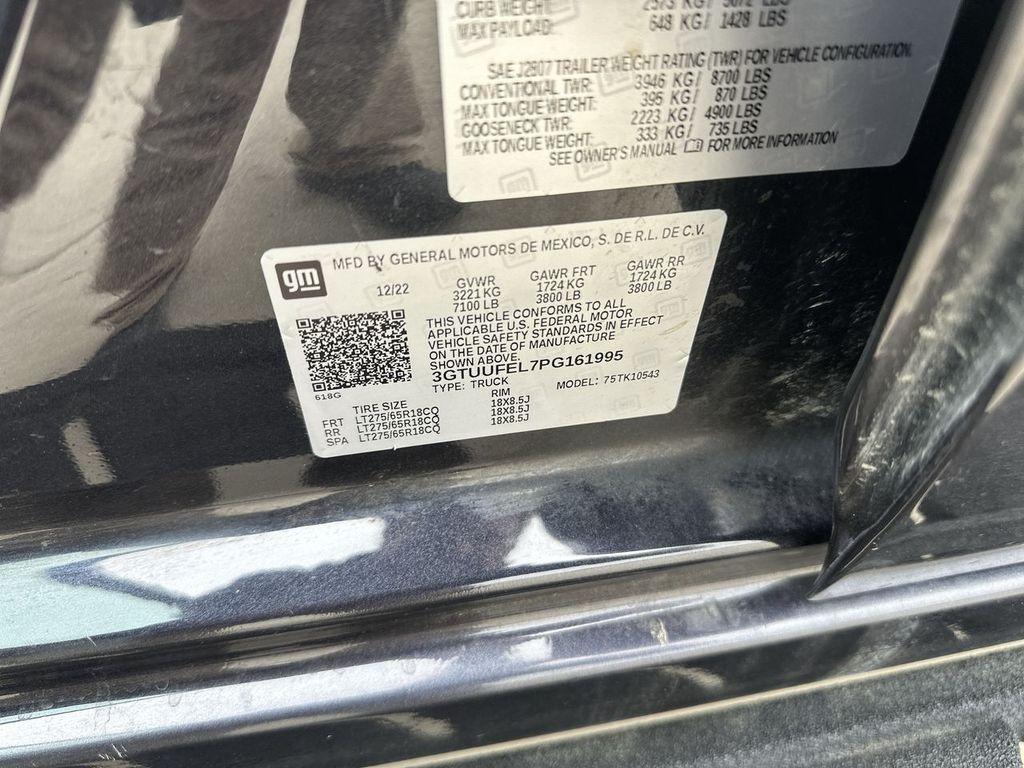 CURB WEIGHT: 2573 KG / 5672 LBS
MAX PAYLOAD: 648 KG / 1428 LBS
SAE J2807 TRAILER WEIGHT RATING (TWR) FOR VEHICLE CONFIGURATION.
CONVENTIONAL TWR: 3946 KG / 8700 LBS
MAX TONGUE WEIGHT: 395 KG / 870 LBS
GOOSENECK TWR: 2223 KG / 4900 LBS
MAX TONGUE WEIGHT: 333 KG / 735 LBS
SEE OWNER'S MANUAL FOR MORE INFORMATION
gm
MFD BY GENERAL MOTORS DE MEXICO, S. DE R.L. DE C.V.
12/22 GVWR GAWR FRT GAWR RR
3221 KG 1724 KG 1724 KG
7100 LB 3800 LB 3800 LB
THIS VEHICLE CONFORMS TO ALL
APPLICABLE U.S. FEDERAL MOTOR
VEHICLE SAFETY STANDARDS IN EFFECT
ON THE DATE OF MANUFACTURE
SHOWN ABOVE.
3GTUUFEL7PG161995
618G
TYPE: TRUCK MODEL: 75TK10543
TIRE SIZE RIM
FRT LT275/65R18CQ 18X8.5J
RR LT275/65R18CQ 18X8.5J
SPA LT275/65R18CQ 18X8.5J